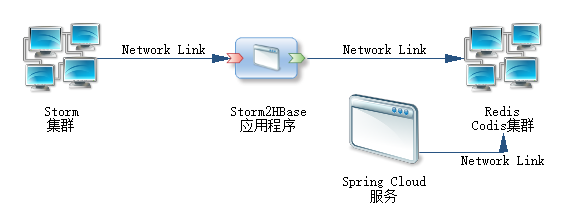 Network Link
Network Link
Storm
集群
Storm2HBase
应用程序
Redis
Codis集群
Network Link
Spring Cloud
服务